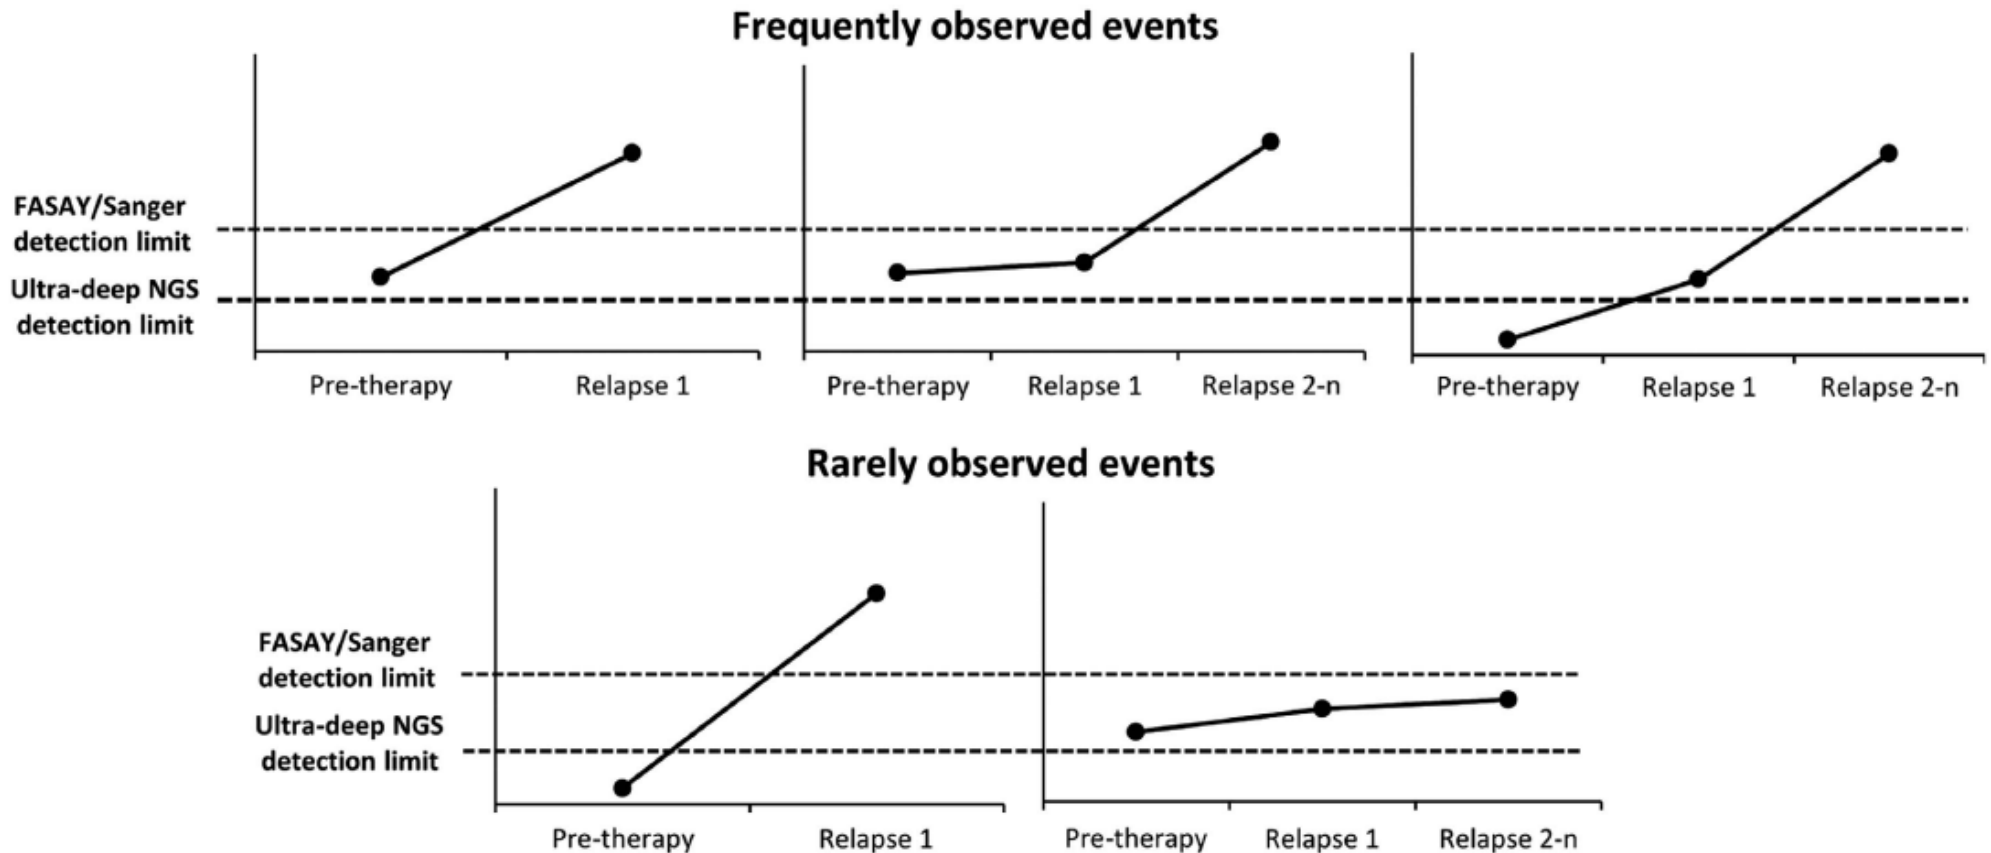 Frequently observed events
FASAY/Sanger
detection limit
Ultra-deep NGS
detection limit
Pre-therapy
Relapse 1
Pre-therapy
Relapse 1
Relapse 2-n
Pre-therapy
Relapse 1
Relapse 2-n
Rarely observed events
FASAY/Sanger
detection limit
Ultra-deep NGS
detection limit
Pre-therapy
Relapse 1
Pre-therapy
Relapse 1
Relapse 2-n